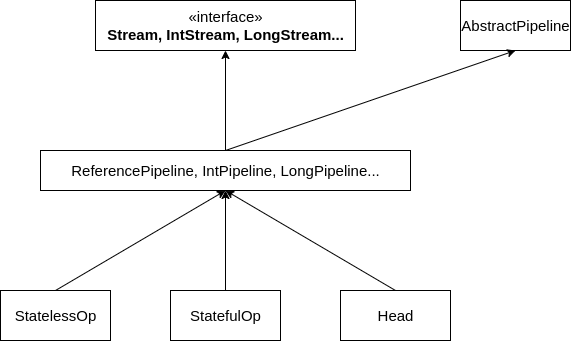 «interface»
Stream, IntStream, LongStream...
AbstractPipeline
ReferencePipeline, IntPipeline, LongPipeline...
StatelessOp
StatefulOp
Head